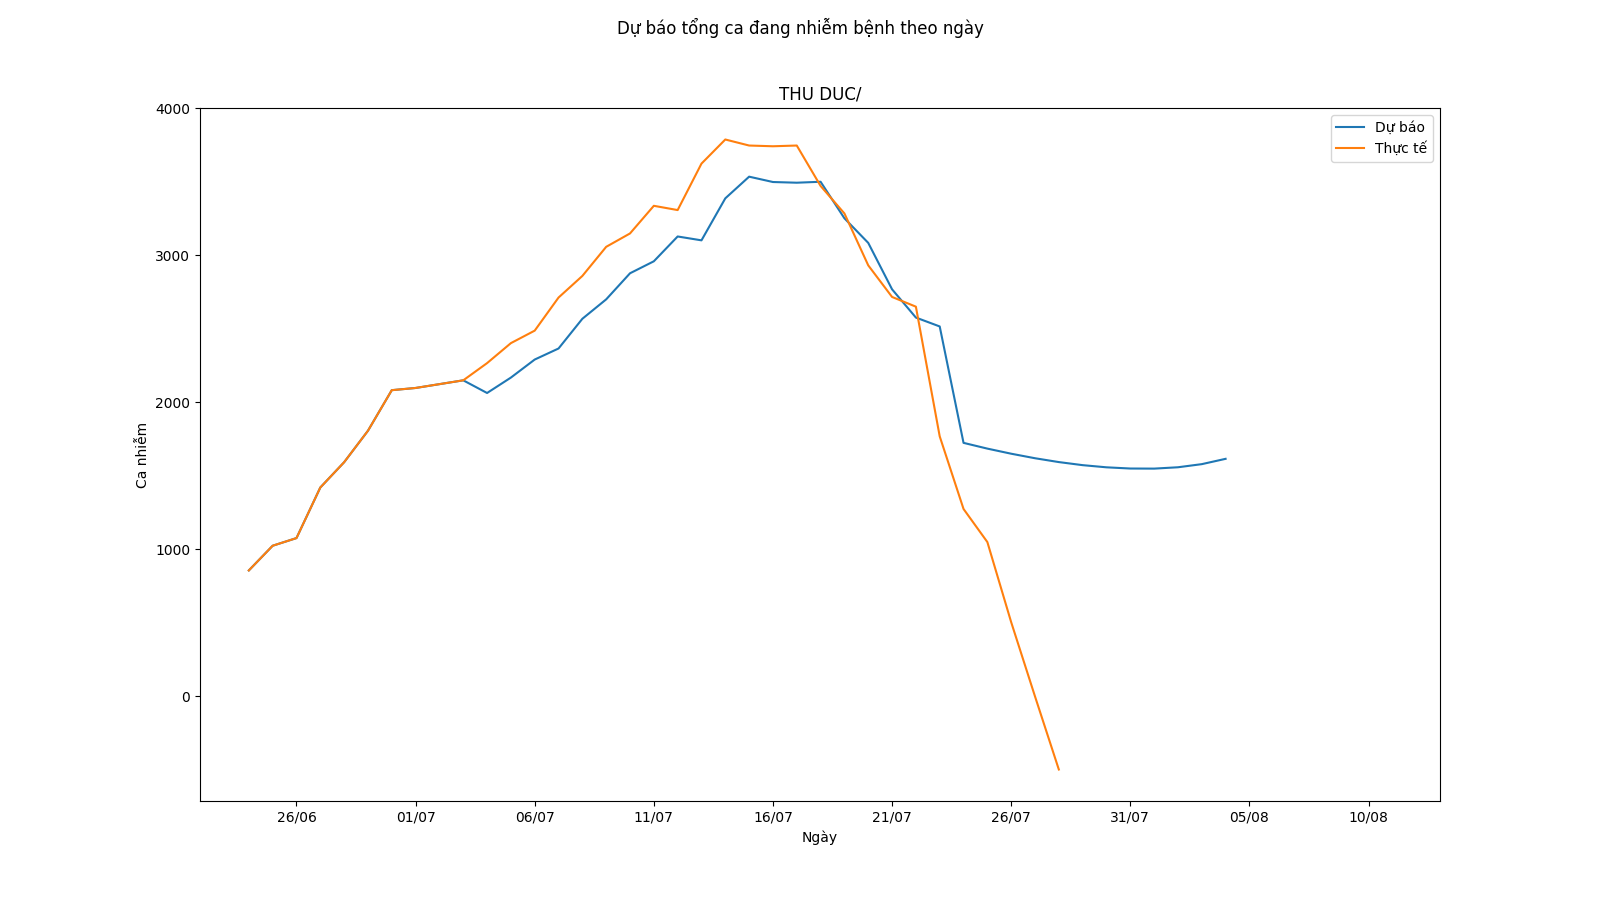 Dự báo tổng ca đang nhiễm bệnh theo ngày
THU DUC/
Dự báo
Thực tế
4000
3000
2000
1000
0
Ca nhiễm
26/06 01/07 06/07 11/07 16/07 21/07 26/07 31/07 05/08 10/08
Ngày